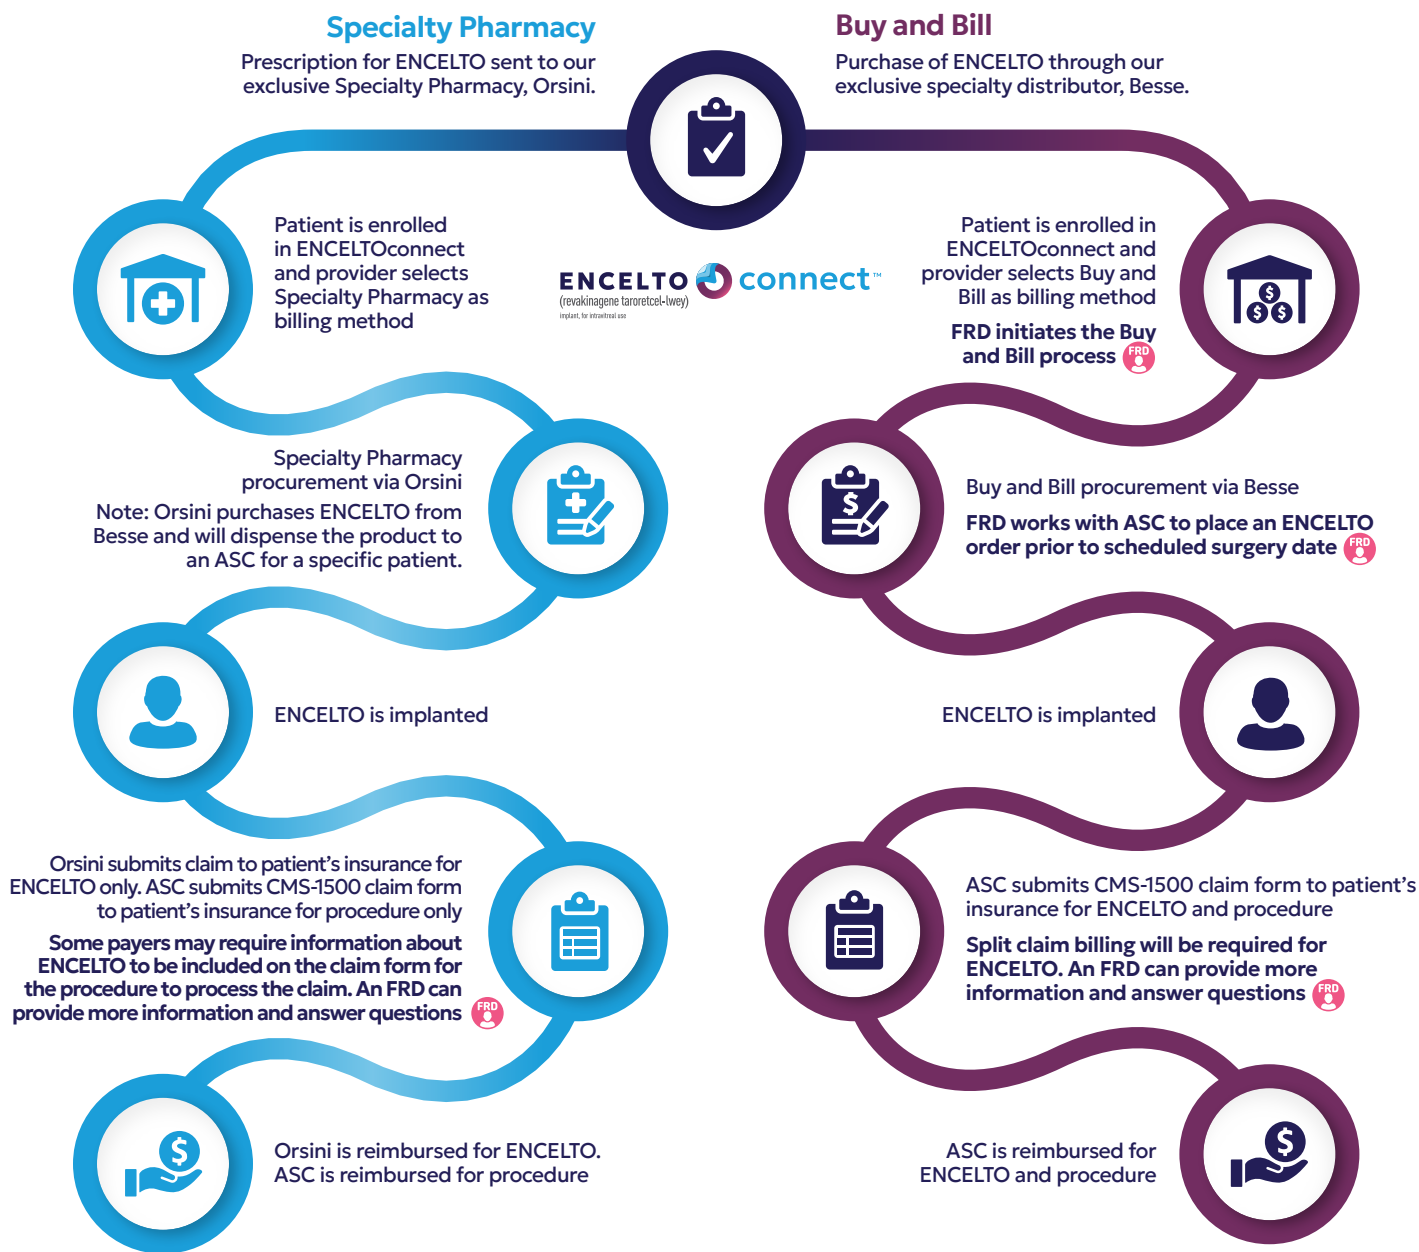 Specialty Pharmacy
Prescription for ENCELTO sent to our
exclusive Specialty Pharmacy, Orsini.
Buy and Bill
Purchase of ENCELTO through our
exclusive specialty distributor, Besse.
Patient is enrolled
in ENCELTOconnect
and provider selects
Specialty Pharmacy as
billing method
ENCELTO connect™
(revakinagene taroretcel-lwey)
implant, for intravitreal use
Patient is enrolled in
ENCELTOconnect and
provider selects Buy and
Bill as billing method
FRD initiates the Buy
and Bill process FRD
Specialty Pharmacy
procurement via Orsini
Note: Orsini purchases ENCELTO from
Besse and will dispense the product to
an ASC for a specific patient.
$
Buy and Bill procurement via Besse
FRD works with ASC to place an ENCELTO
order prior to scheduled surgery date FRD
ENCELTO is implanted
ENCELTO is implanted
Orsini submits claim to patient's insurance for
ENCELTO only. ASC submits CMS-1500 claim form
to patient's insurance for procedure only
Some payers may require information about
ENCELTO to be included on the claim form for
the procedure to process the claim. An FRD can
provide more information and answer questions FRD
ASC submits CMS-1500 claim form to patient's
insurance for ENCELTO and procedure
Split claim billing will be required for
ENCELTO. An FRD can provide more
information and answer questions FRD
$
Orsini is reimbursed for ENCELTO.
ASC is reimbursed for procedure
ASC is reimbursed for
ENCELTO and procedure
$